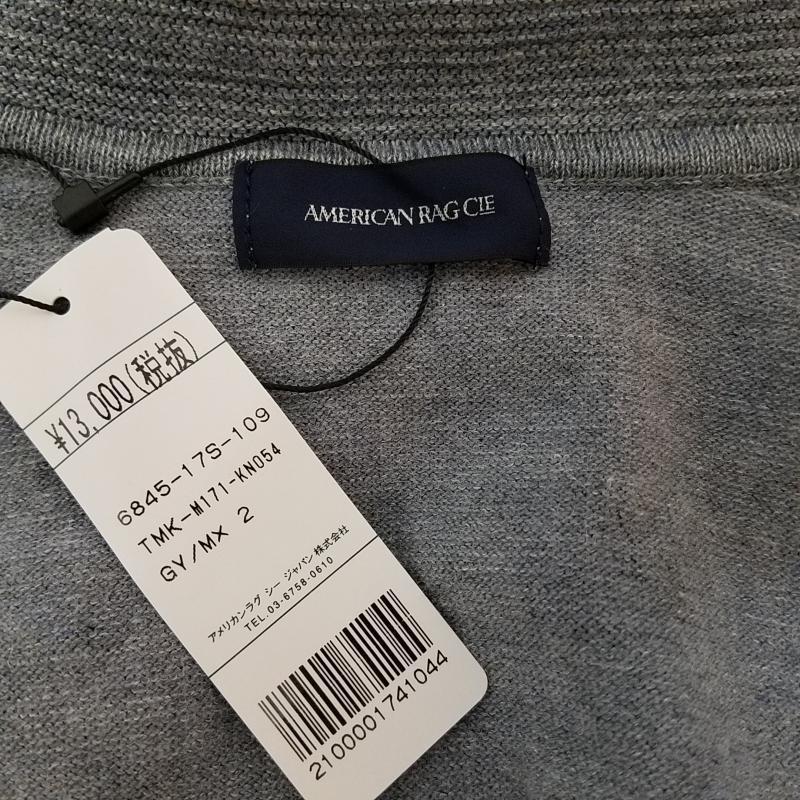 AMERICAN RAG CIE
¥13,000(税抜)
6845-17S-109
TMK-M171-KN054
GY/MX 2
アメリカンラグ シー ジャパン 株式会社
TEL.03-6758-0610
2100001741044